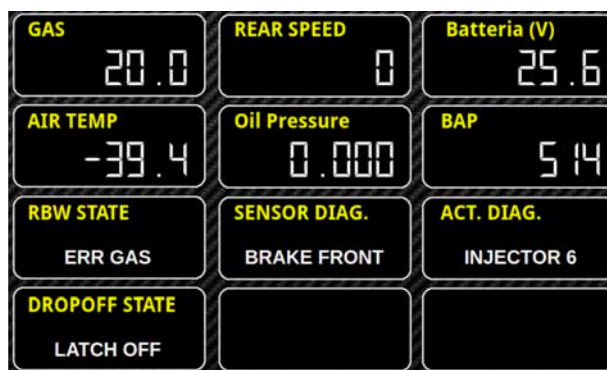 GAS
20.0
REAR SPEED
0
Batteria (V)
25.6
AIR TEMP
-39.4
Oil Pressure
0.000
BAP
514
RBW STATE
ERR GAS
SENSOR DIAG.
BRAKE FRONT
ACT. DIAG.
INJECTOR 6
DROPOFF STATE
LATCH OFF